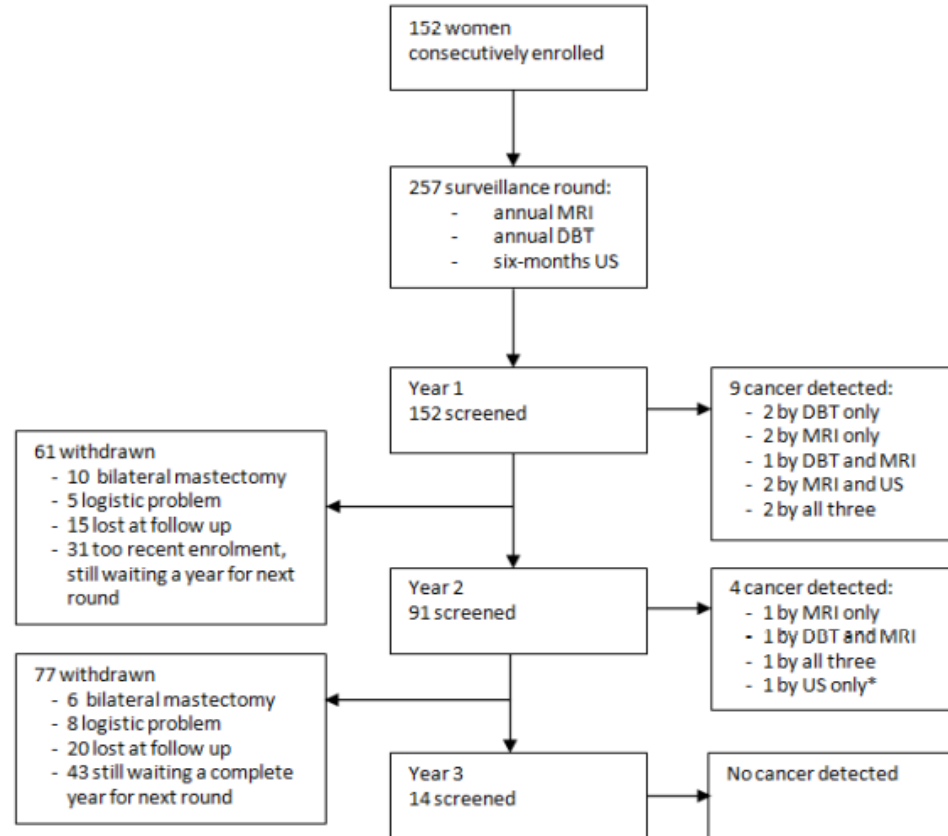 152 women
consecutively enrolled
257 surveillance round:
- annual MRI
- annual DBT
- six-months US
Year 1
152 screened
9 cancer detected:
- 2 by DBT only
- 2 by MRI only
- 1 by DBT and MRI
- 2 by MRI and US
- 2 by all three
61 withdrawn
- 10 bilateral mastectomy
- 5 logistic problem
- 15 lost at follow up
- 31 too recent enrolment,
still waiting a year for next
round
Year 2
91 screened
4 cancer detected:
- 1 by MRI only
- 1 by DBT and MRI
- 1 by all three
- 1 by US only*
77 withdrawn
- 6 bilateral mastectomy
- 8 logistic problem
- 20 lost at follow up
- 43 still waiting a complete
year for next round
Year 3
14 screened
No cancer detected